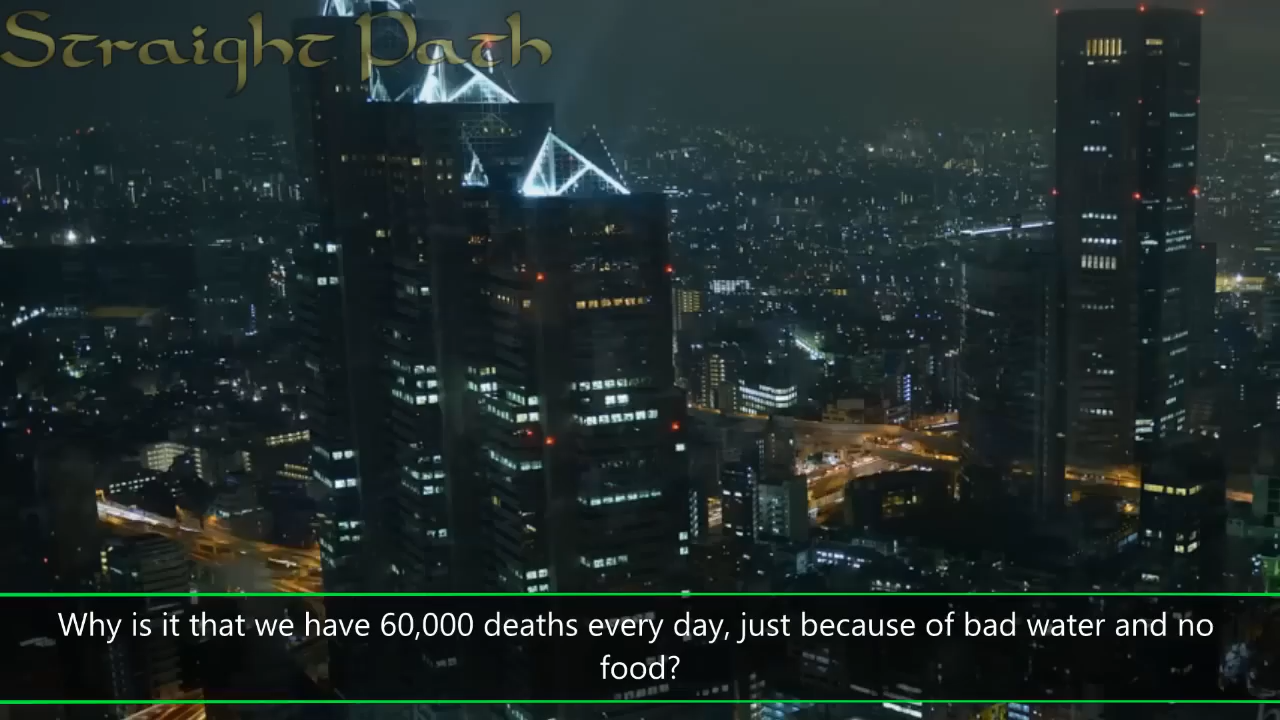 Straight Path
Why is it that we have 60,000 deaths every day, just because of bad water and no
food?